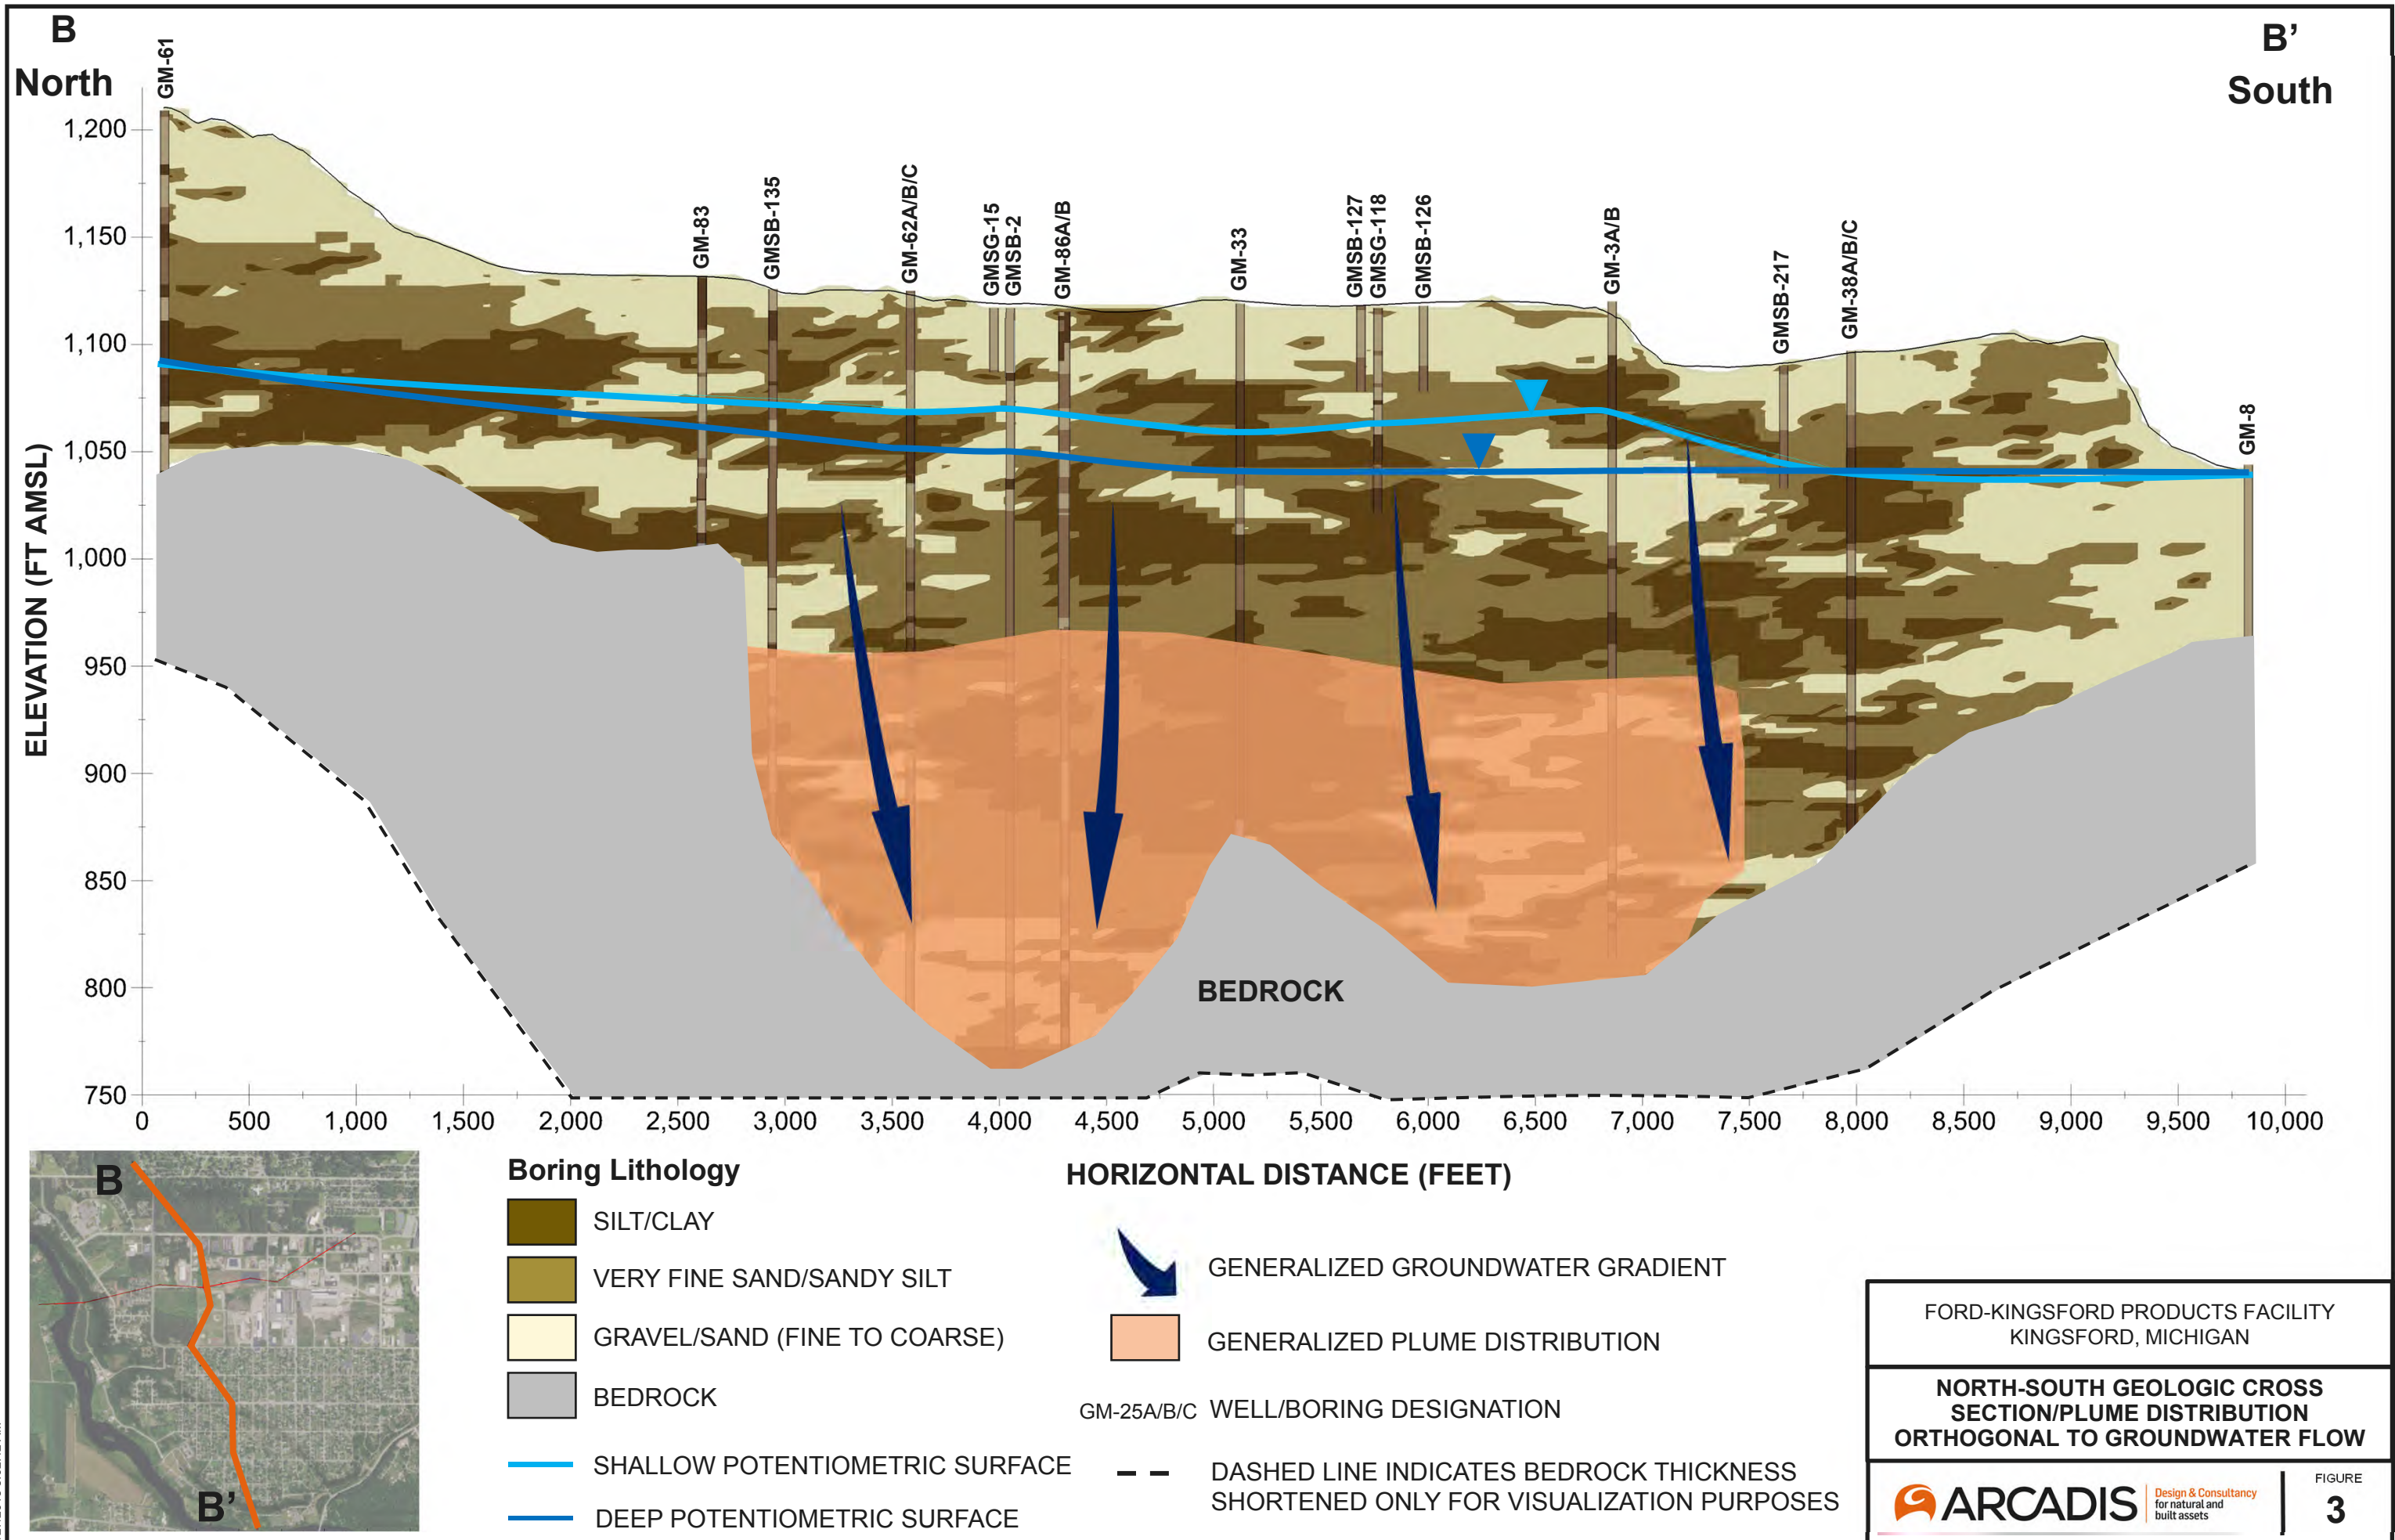 B
North
B’
South
GM-61
GM-83
GMSB-135
GM-62A/B/C
GMSG-15
GMSB-2
GM-86A/B
GM-33
GMSB-127
GMSG-118
GMSB-126
GM-3A/B
GMSB-217
GM-38A/B/C
GM-8
ELEVATION (FT AMSL)
1,200
1,150
1,100
1,050
1,000
950
900
850
800
750
BEDROCK
0 500 1,000 1,500 2,000 2,500 3,000 3,500 4,000 4,500 5,000 5,500 6,000 6,500 7,000 7,500 8,000 8,500 9,000 9,500 10,000
HORIZONTAL DISTANCE (FEET)
B
B’
Boring Lithology
SILT/CLAY
VERY FINE SAND/SANDY SILT
GRAVEL/SAND (FINE TO COARSE)
BEDROCK
SHALLOW POTENTIOMETRIC SURFACE
DEEP POTENTIOMETRIC SURFACE
GENERALIZED GROUNDWATER GRADIENT
GENERALIZED PLUME DISTRIBUTION
GM-25A/B/C WELL/BORING DESIGNATION
DASHED LINE INDICATES BEDROCK THICKNESS
SHORTENED ONLY FOR VISUALIZATION PURPOSES
FORD-KINGSFORD PRODUCTS FACILITY
KINGSFORD, MICHIGAN
NORTH-SOUTH GEOLOGIC CROSS
SECTION/PLUME DISTRIBUTION
ORTHOGONAL TO GROUNDWATER FLOW
ARCADIS
Design & Consultancy
for natural and
built assets
FIGURE
3